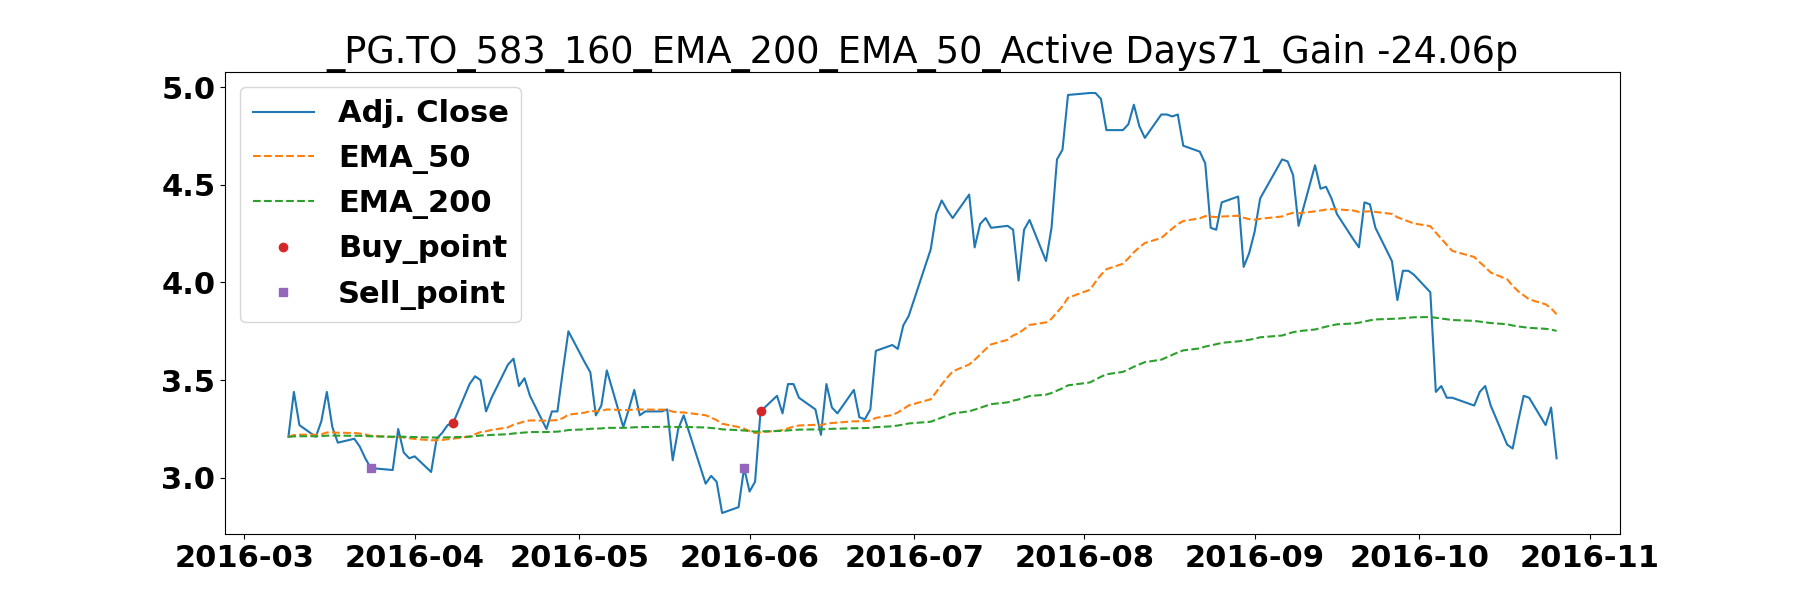 _PG.TO_583_160_EMA_200_EMA_50_Active Days71_Gain -24.06p
5.0
4.5
4.0
3.5
3.0
Adj. Close
EMA_50
EMA_200
Buy_point
Sell_point
2016-03 2016-04 2016-05 2016-06 2016-07 2016-08 2016-09 2016-10 2016-11